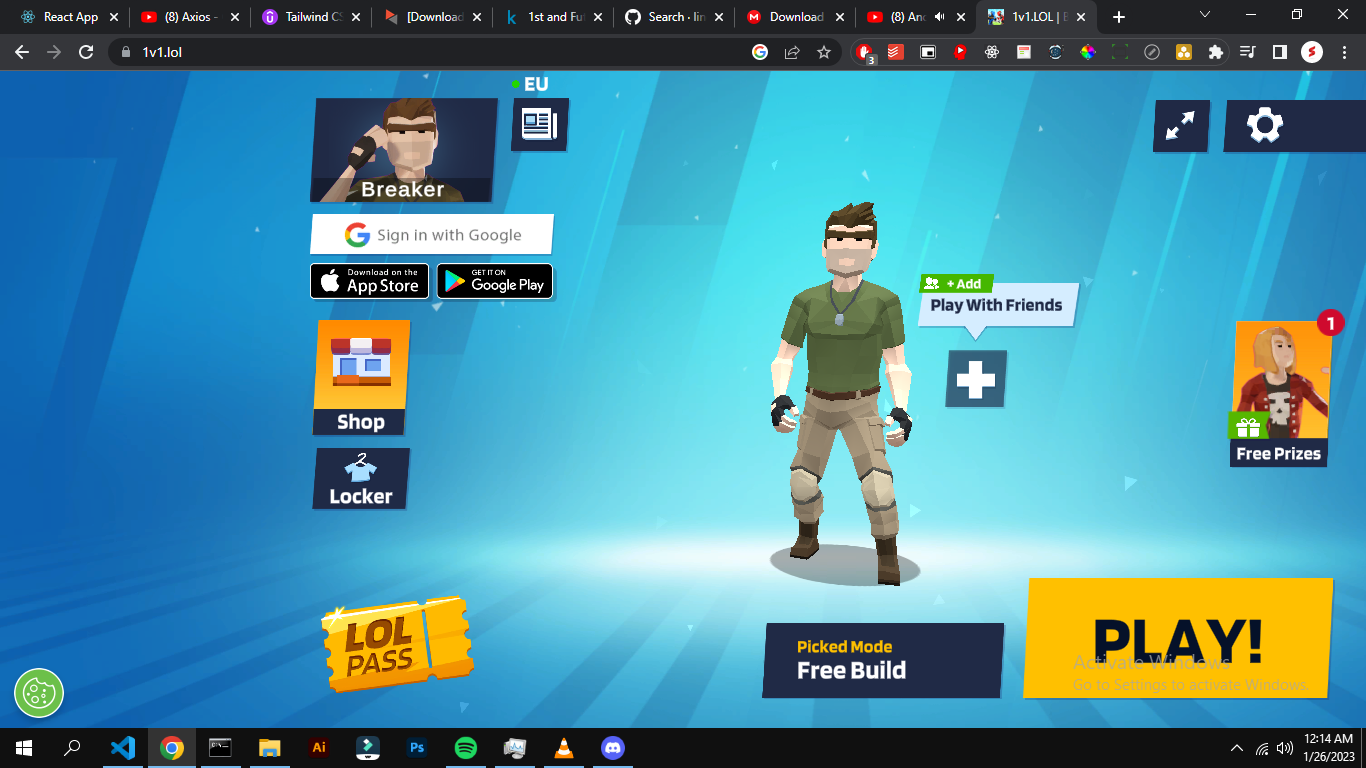 React App
(8) Axios -
Tailwind CS
[Download
1st and Fut
Search · lin
Download
(8) And
1v1.LOL | B
1v1.lol
3
EU
Breaker
Sign in with Google
Download on the
App Store
GET IT ON
Google Play
+ Add
Play With Friends
1
Shop
Free Prizes
2
Locker
LOL
PASS
Picked Mode
Free Build
PLAY!
Activate Windows
Go to Settings to activate Windows.
Ai
Ps
12:14 AM
1/26/2023